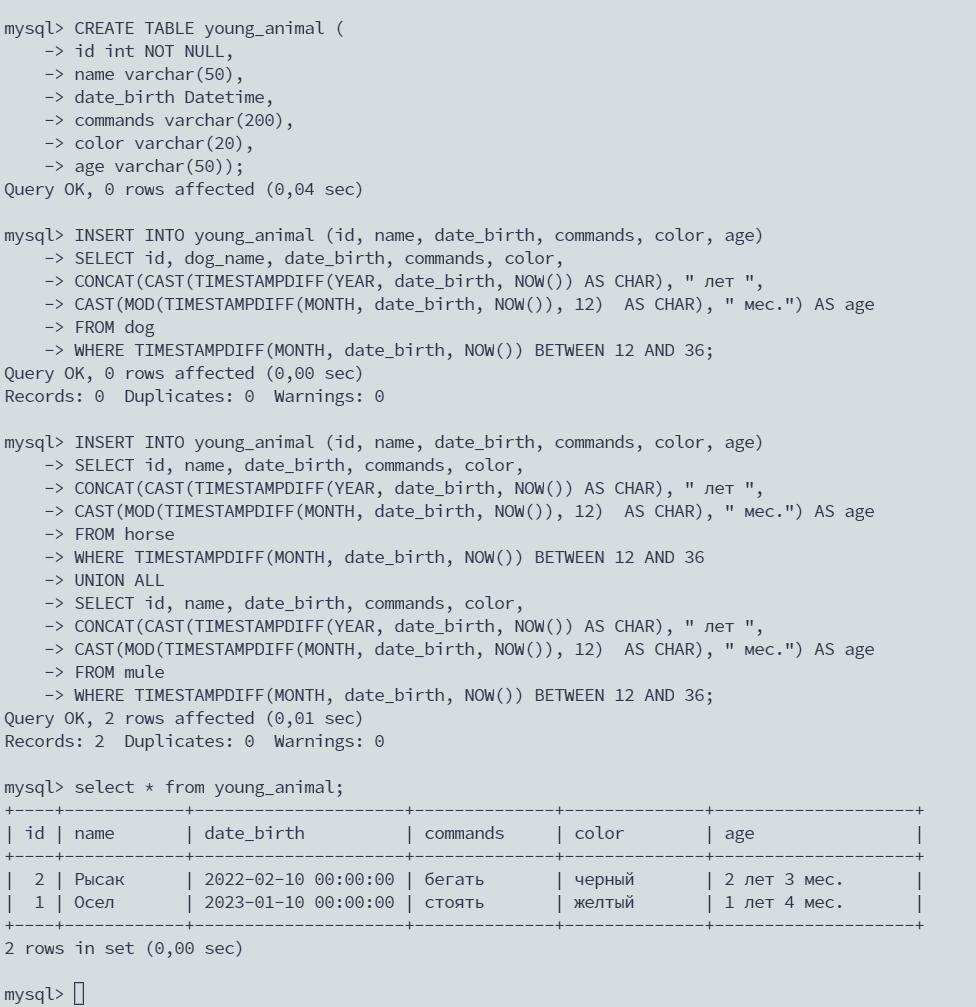 mysql> CREATE TABLE young_animal (
    -> id int NOT NULL,
    -> name varchar(50),
    -> date_birth Datetime,
    -> commands varchar(200),
    -> color varchar(20),
    -> age varchar(50));
Query OK, 0 rows affected (0,04 sec)

mysql> INSERT INTO young_animal (id, name, date_birth, commands, color, age)
    -> SELECT id, dog_name, date_birth, commands, color,
    -> CONCAT(CAST(TIMESTAMPDIFF(YEAR, date_birth, NOW()) AS CHAR), " лет ",
    -> CAST(MOD(TIMESTAMPDIFF(MONTH, date_birth, NOW()), 12)  AS CHAR), " мес.") AS age
    -> FROM dog
    -> WHERE TIMESTAMPDIFF(MONTH, date_birth, NOW()) BETWEEN 12 AND 36;
Query OK, 0 rows affected (0,00 sec)
Records: 0  Duplicates: 0  Warnings: 0

mysql> INSERT INTO young_animal (id, name, date_birth, commands, color, age)
    -> SELECT id, name, date_birth, commands, color,
    -> CONCAT(CAST(TIMESTAMPDIFF(YEAR, date_birth, NOW()) AS CHAR), " лет ",
    -> CAST(MOD(TIMESTAMPDIFF(MONTH, date_birth, NOW()), 12)  AS CHAR), " мес.") AS age
    -> FROM horse
    -> WHERE TIMESTAMPDIFF(MONTH, date_birth, NOW()) BETWEEN 12 AND 36
    -> UNION ALL
    -> SELECT id, name, date_birth, commands, color,
    -> CONCAT(CAST(TIMESTAMPDIFF(YEAR, date_birth, NOW()) AS CHAR), " лет ",
    -> CAST(MOD(TIMESTAMPDIFF(MONTH, date_birth, NOW()), 12)  AS CHAR), " мес.") AS age
    -> FROM mule
    -> WHERE TIMESTAMPDIFF(MONTH, date_birth, NOW()) BETWEEN 12 AND 36;
Query OK, 2 rows affected (0,01 sec)
Records: 2  Duplicates: 0  Warnings: 0

mysql> select * from young_animal;
+----+------------+---------------------+--------------+--------------+--------------------+
| id | name       | date_birth          | commands     | color        | age                |
+----+------------+---------------------+--------------+--------------+--------------------+
|  2 | Рысак      | 2022-02-10 00:00:00 | бегать       | черный       | 2 лет 3 мес.       |
|  1 | Осел       | 2023-01-10 00:00:00 | стоять       | желтый       | 1 лет 4 мес.       |
+----+------------+---------------------+--------------+--------------+--------------------+
2 rows in set (0,00 sec)

mysql>